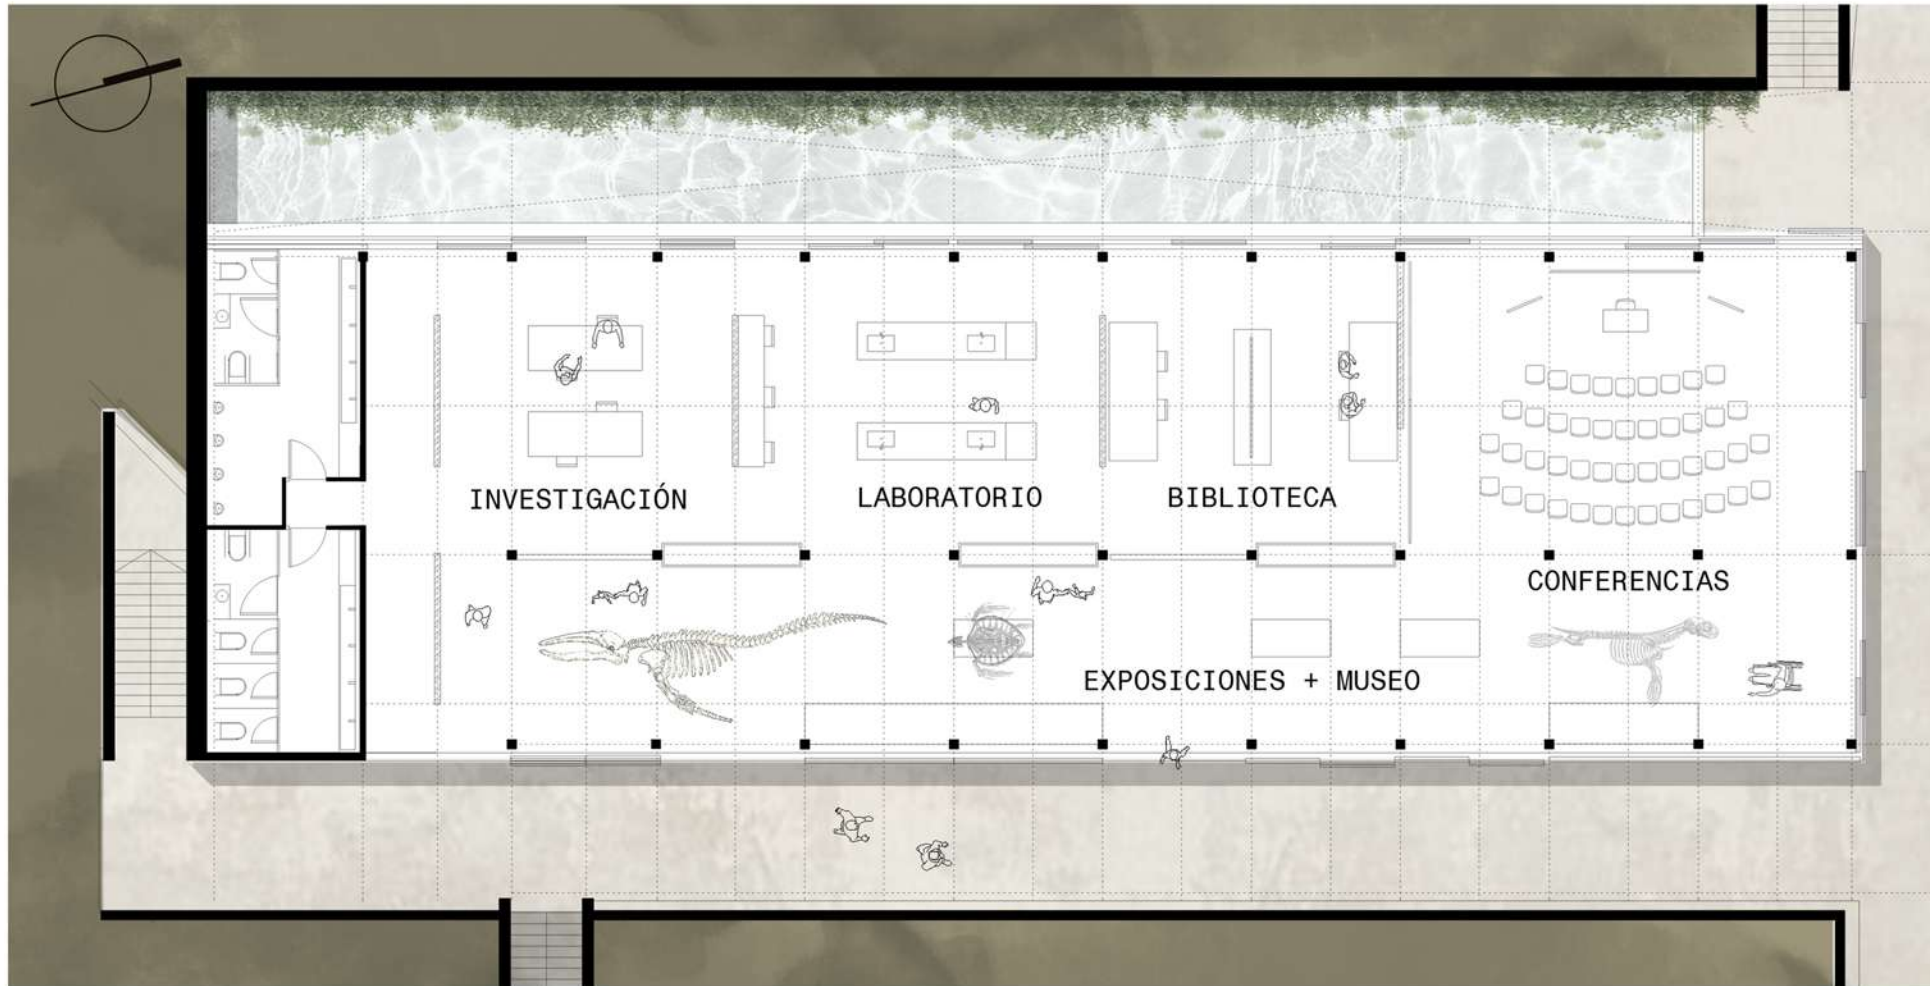 INVESTIGACIÓN
LABORATORIO
BIBLIOTECA
CONFERENCIAS
EXPOSICIONES + MUSEO